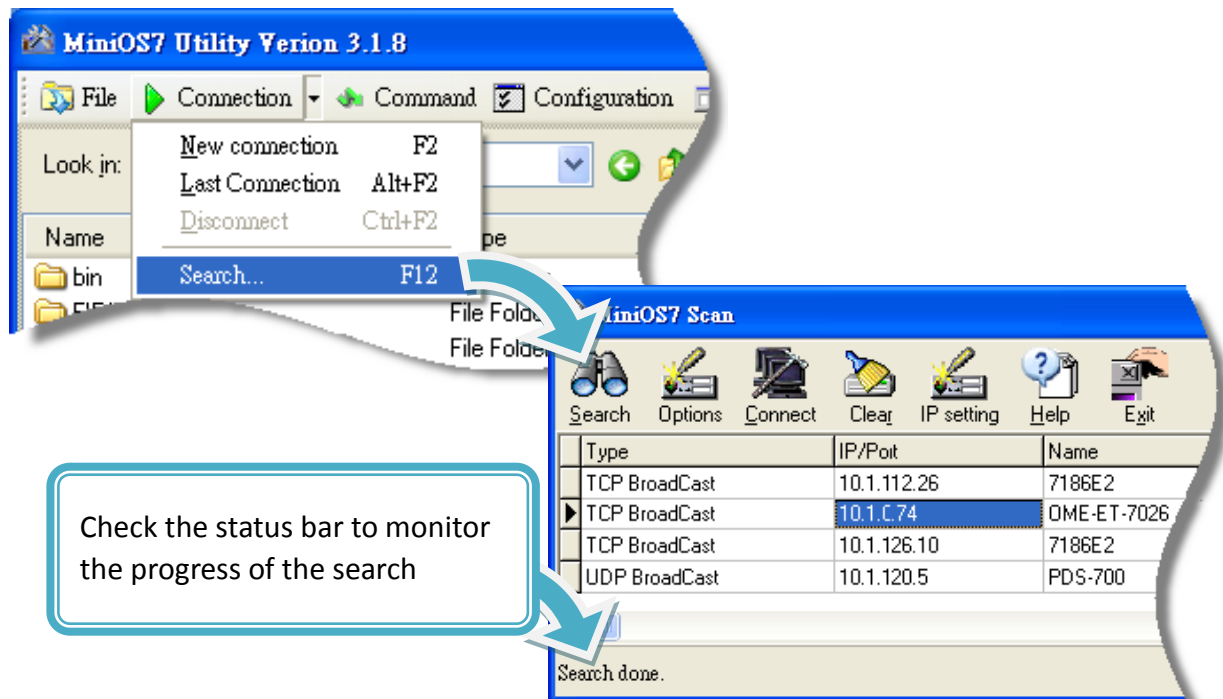 MiniOS7 Utility Verion 3.1.8
File Connection Command Configuration
New connection F2
Last Connection Alt+F2
Disconnect Ctrl+F2
Search... F12
Look in:
Name
bin
File
File
MiniOS7 Scan
Search Options Connect Clear IP setting Help Exit
Type IP/Port Name
TCP BroadCast 10.1.112.26 7186E2
TCP BroadCast 10.1.0.74 OME-ET-7026
TCP BroadCast 10.1.126.10 7186E2
UDP BroadCast 10.1.120.5 PDS-700
Search done.
Check the status bar to monitor
the progress of the search